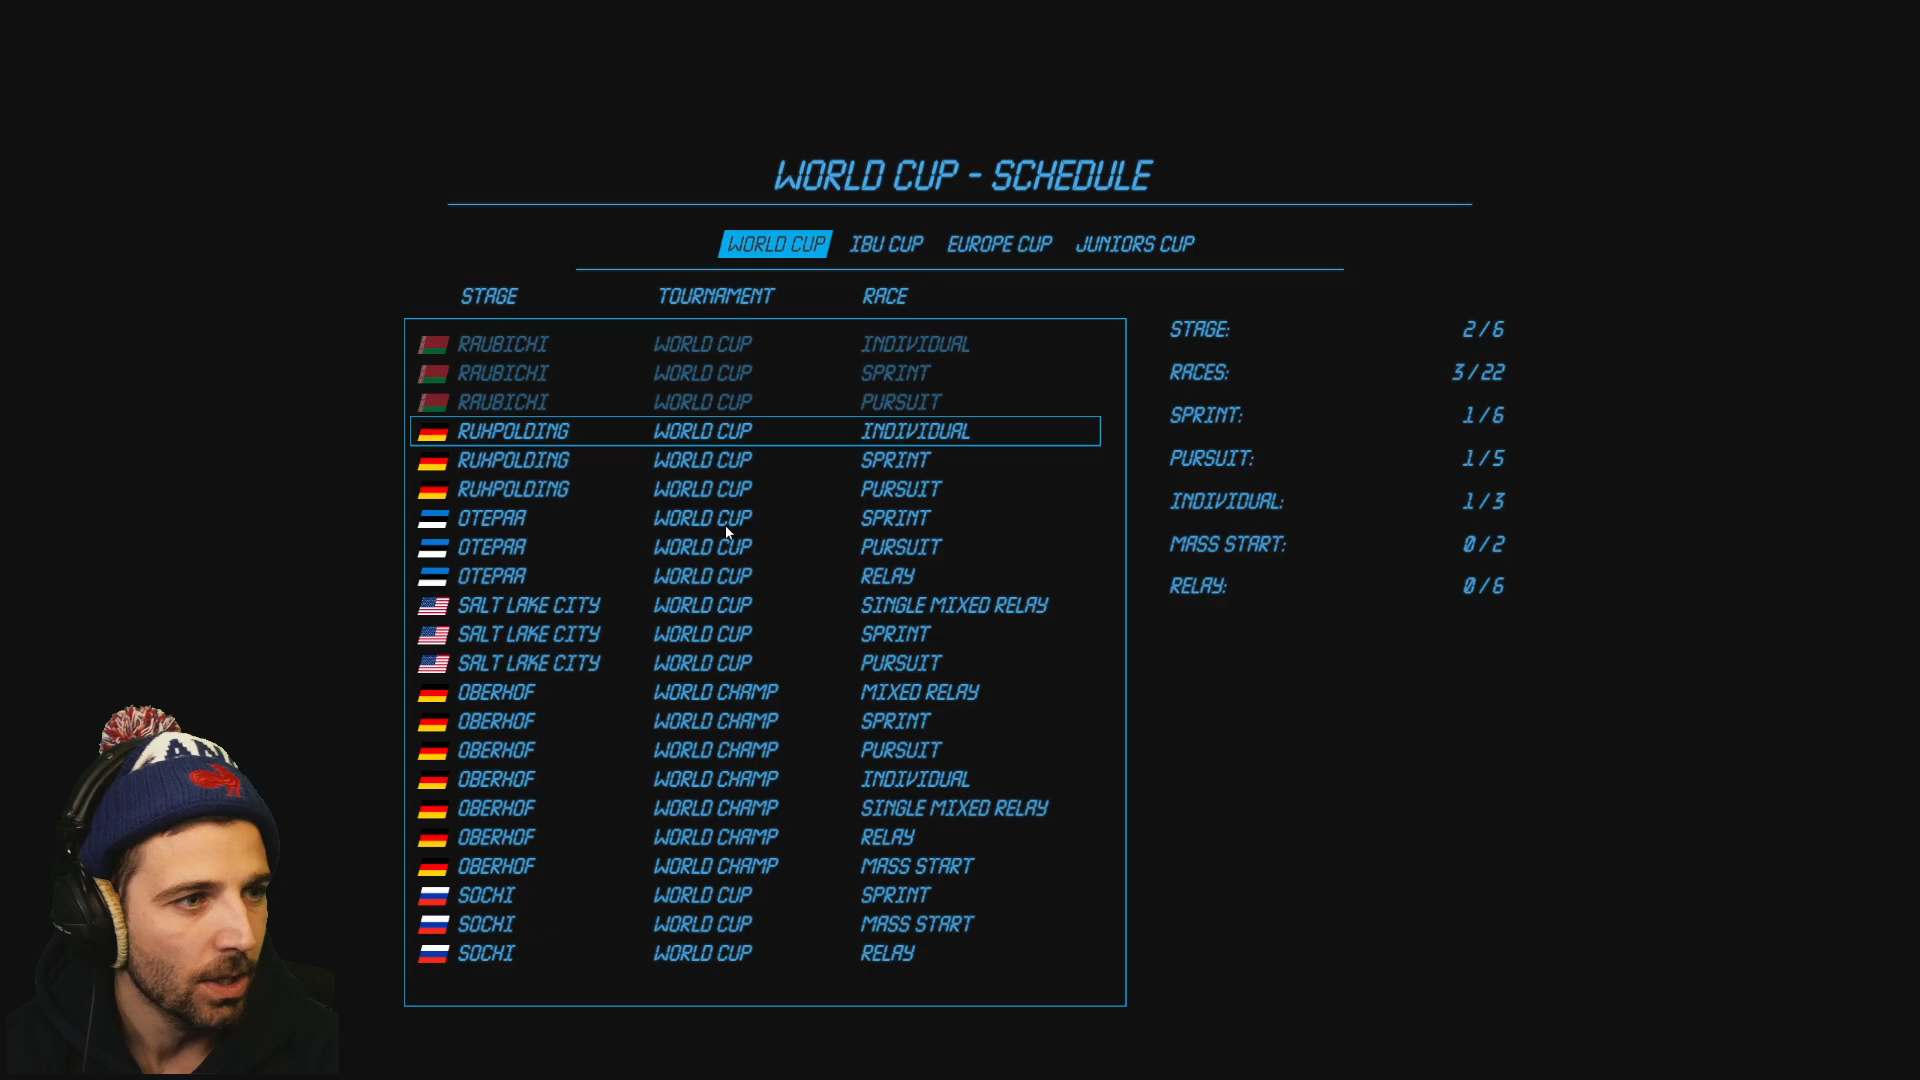 WORLD CUP - SCHEDULE
WORLD CUP IBU CUP EUROPE CUP JUNIORS CUP
STAGE TOURNAMENT RACE
RAUBICHI WORLD CUP INDIVIDUAL
RAUBICHI WORLD CUP SPRINT
RAUBICHI WORLD CUP PURSUIT
RUHPOLDING WORLD CUP INDIVIDUAL
RUHPOLDING WORLD CUP SPRINT
RUHPOLDING WORLD CUP PURSUIT
OTEPAA WORLD CUP SPRINT
OTEPAA WORLD CUP PURSUIT
OTEPAA WORLD CUP RELAY
SALT LAKE CITY WORLD CUP SINGLE MIXED RELAY
SALT LAKE CITY WORLD CUP SPRINT
SALT LAKE CITY WORLD CUP PURSUIT
OBERHOF WORLD CHAMP MIXED RELAY
OBERHOF WORLD CHAMP SPRINT
OBERHOF WORLD CHAMP PURSUIT
OBERHOF WORLD CHAMP INDIVIDUAL
OBERHOF WORLD CHAMP SINGLE MIXED RELAY
OBERHOF WORLD CHAMP RELAY
OBERHOF WORLD CHAMP MASS START
SOCHI WORLD CUP SPRINT
SOCHI WORLD CUP MASS START
SOCHI WORLD CUP RELAY
STAGE: 2/6
RACES: 3/22
SPRINT: 1/6
PURSUIT: 1/5
INDIVIDUAL: 1/3
MASS START: 0/2
RELAY: 0/6